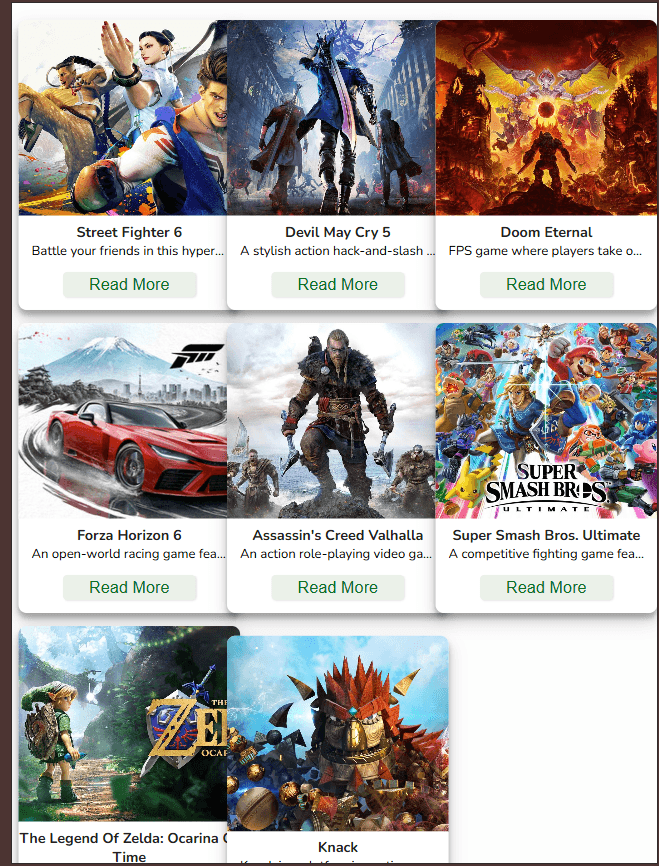 Street Fighter 6
Battle your friends in this hyper...
Read More
Devil May Cry 5
A stylish action hack-and-slash ...
Read More
Doom Eternal
FPS game where players take o...
Read More
Forza Horizon 6
An open-world racing game fea...
Read More
Assassin's Creed Valhalla
An action role-playing video ga...
Read More
SUPER
SMASH BROS.
ULTIMATE
Super Smash Bros. Ultimate
A competitive fighting game fea...
Read More
THE
ZEL
OCAR
The Legend Of Zelda: Ocarina O
Time
Knack